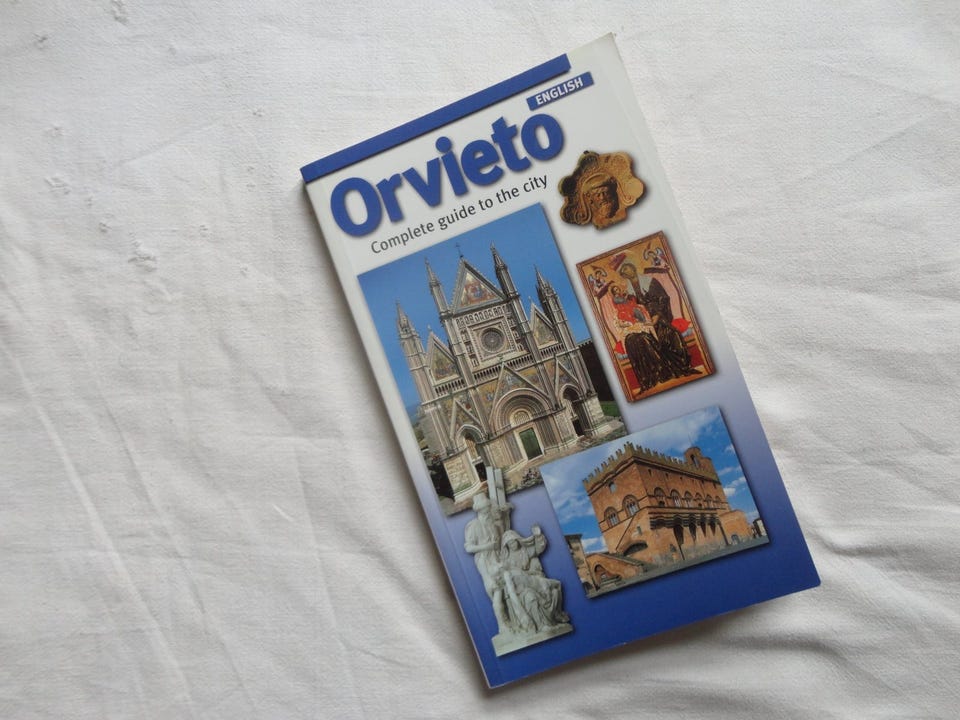 ENGLISH
Orvieto
Complete guide to the city